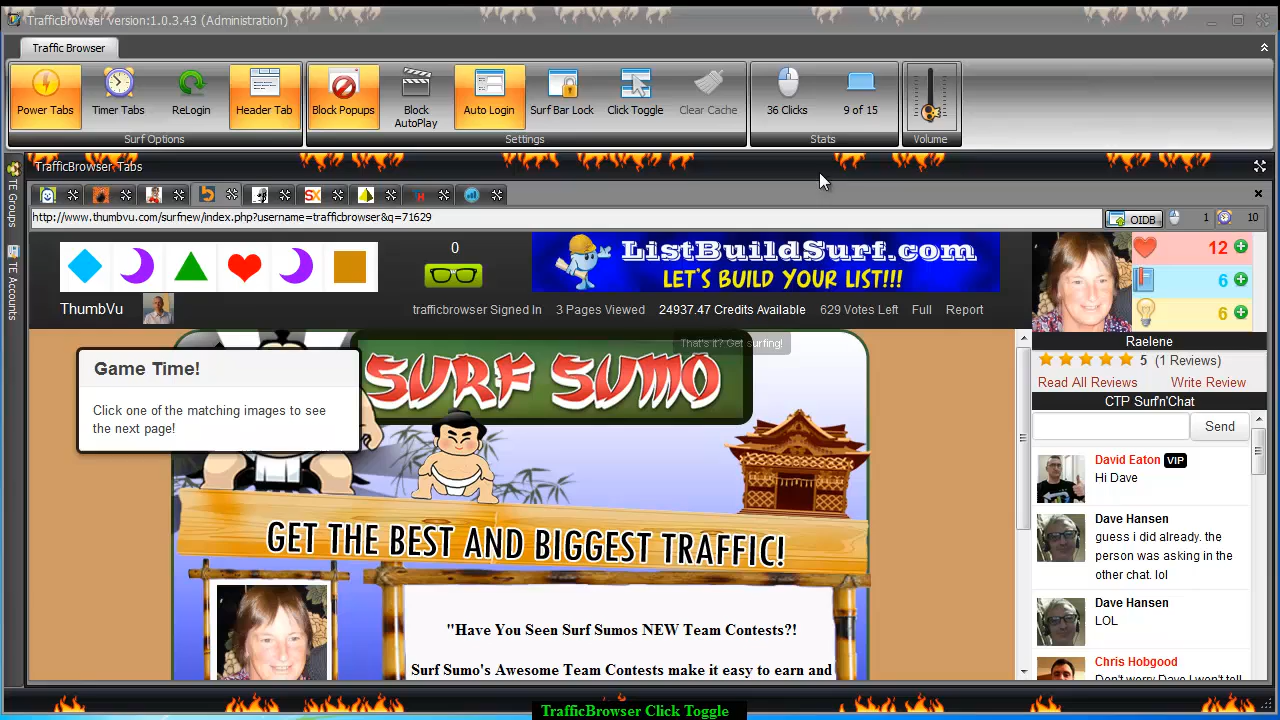 TrafficBrowser version:1.0.3.43 (Administration)
Traffic Browser
Power Tabs
Timer Tabs
ReLogin
Header Tab
Block Popups
Block AutoPlay
Auto Login
Surf Bar Lock
Click Toggle
Clear Cache
36 Clicks
9 of 15
Surf Options
Settings
Stats
Volume
TrafficBrowser Tabs
TE Groups
TE Accounts
http://www.thumbvu.com/surfnew/index.php?username=trafficbrowser&q=71629
OIDB
1
10
0
ListBuildSurf.com
LET'S BUILD YOUR LIST!!!
ThumbVu
trafficbrowser Signed In
3 Pages Viewed
24937.47 Credits Available
629 Votes Left
Full
Report
12
6
6
Raelene
5 (1 Reviews)
Read All Reviews
Write Review
CTP Surf'n'Chat
Send
That's it? Get surfing!
Game Time!
Click one of the matching images to see
the next page!
SURF SUMO
GET THE BEST AND BIGGEST TRAFFIC!
"Have You Seen Surf Sumos NEW Team Contests?!
Surf Sumo's Awesome Team Contests make it easy to earn and
David Eaton VIP
Hi Dave
Dave Hansen
guess i did already. the
person was asking in the
other chat. lol
Dave Hansen
LOL
Chris Hobgood
Don't worry Dave I won't tell
TrafficBrowser Click Toggle